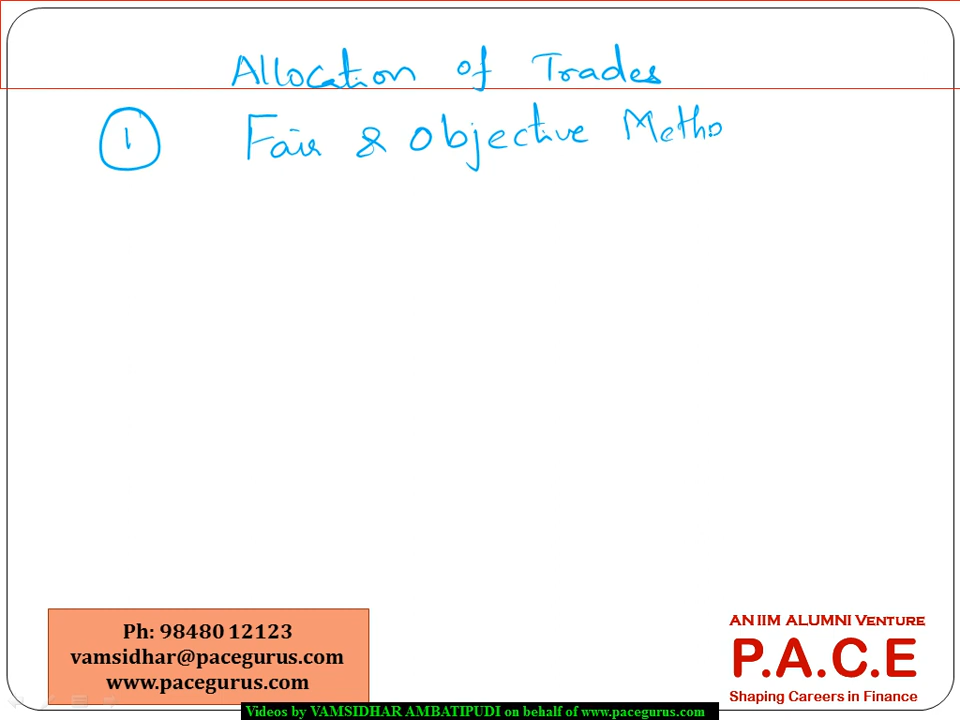 Allocation of Trades
1 Fair & Objective Metho
Ph: 98480 12123
vamsidhar@pacegurus.com
www.pacegurus.com
AN IIM ALUMNI VENTURE
P.A.C.E
Shaping Careers in Finance
Videos by VAMSIDHAR AMBATIPUDI on behalf of www.pacegurus.com